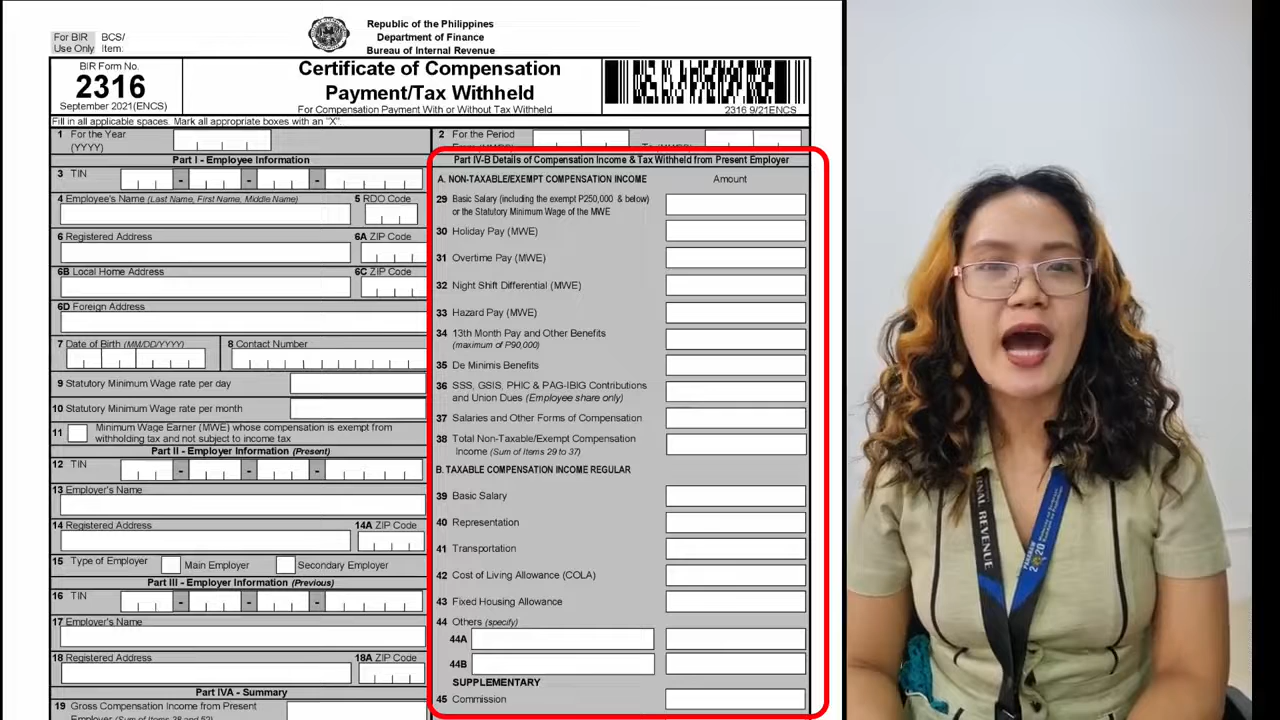 For BIR
Use Only
BCS/
Item:
Republic of the Philippines
Department of Finance
Bureau of Internal Revenue
BIR Form No.
2316
September 2021(ENCS)
Certificate of Compensation
Payment/Tax Withheld
For Compensation Payment With or Without Tax Withheld
2316 9/21ENCS
Fill in all applicable spaces. Mark all appropriate boxes with an "X".
1 For the Year
(YYYY)
2 For the Period
Part I - Employee Information
3 TIN
4 Employee's Name (Last Name, First Name, Middle Name)
5 RDO Code
6 Registered Address
6A ZIP Code
6B Local Home Address
6C ZIP Code
6D Foreign Address
7 Date of Birth (MM/DD/YYYY)
8 Contact Number
9 Statutory Minimum Wage rate per day
10 Statutory Minimum Wage rate per month
11 Minimum Wage Earner (MWE) whose compensation is exempt from
withholding tax and not subject to income tax
Part II - Employer Information (Present)
12 TIN
13 Employer's Name
14 Registered Address
14A ZIP Code
15 Type of Employer
Main Employer
Secondary Employer
Part III - Employer Information (Previous)
16 TIN
17 Employer's Name
18 Registered Address
18A ZIP Code
Part IVA - Summary
19 Gross Compensation Income from Present
Part IV-B Details of Compensation Income & Tax Withheld from Present Employer
A. NON-TAXABLE/EXEMPT COMPENSATION INCOME
Amount
29 Basic Salary (including the exempt P250,000 & below)
or the Statutory Minimum Wage of the MWE
30 Holiday Pay (MWE)
31 Overtime Pay (MWE)
32 Night Shift Differential (MWE)
33 Hazard Pay (MWE)
34 13th Month Pay and Other Benefits
(maximum of P90,000)
35 De Minimis Benefits
36 SSS, GSIS, PHIC & PAG-IBIG Contributions
and Union Dues (Employee share only)
37 Salaries and Other Forms of Compensation
38 Total Non-Taxable/Exempt Compensation
Income (Sum of Items 29 to 37)
B. TAXABLE COMPENSATION INCOME REGULAR
39 Basic Salary
40 Representation
41 Transportation
42 Cost of Living Allowance (COLA)
43 Fixed Housing Allowance
44 Others (specify)
44A
44B
SUPPLEMENTARY
45 Commission
REVENUE
2020